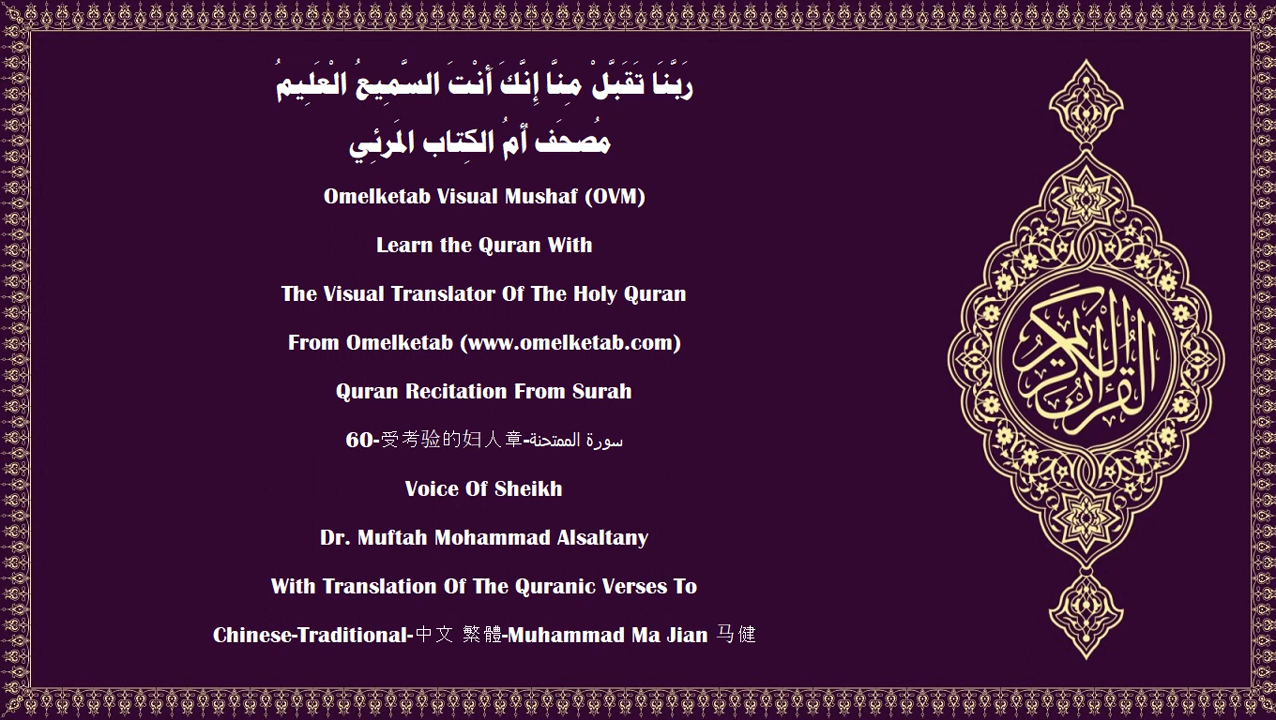 رَبَّنَا تَقَبَّلْ مِنَّا إِنَّكَ أَنْتَ السَّمِيعُ الْعَلِيمُ
مُصحَف أمُ الكِتاب المَرئِي
Omelketab Visual Mushaf (OVM)
Learn the Quran With
The Visual Translator Of The Holy Quran
From Omelketab (www.omelketab.com)
Quran Recitation From Surah
60-受考验的妇人章-سورة الممتحنة
Voice Of Sheikh
Dr. Muftah Mohammad Alsaltany
With Translation Of The Quranic Verses To
Chinese-Traditional-中文 繁體-Muhammad Ma Jian 马健
القرآن الكريم